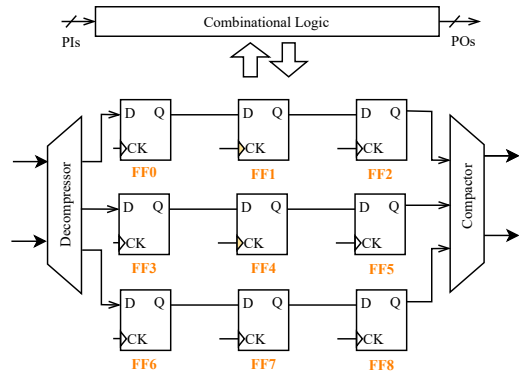 Combinational Logic
PIs
POs
D Q
CK
FF0
D Q
CK
FF1
D Q
CK
FF2
Decompressor
D Q
CK
FF3
D Q
CK
FF4
D Q
CK
FF5
Compactor
D Q
CK
FF6
D Q
CK
FF7
D Q
CK
FF8